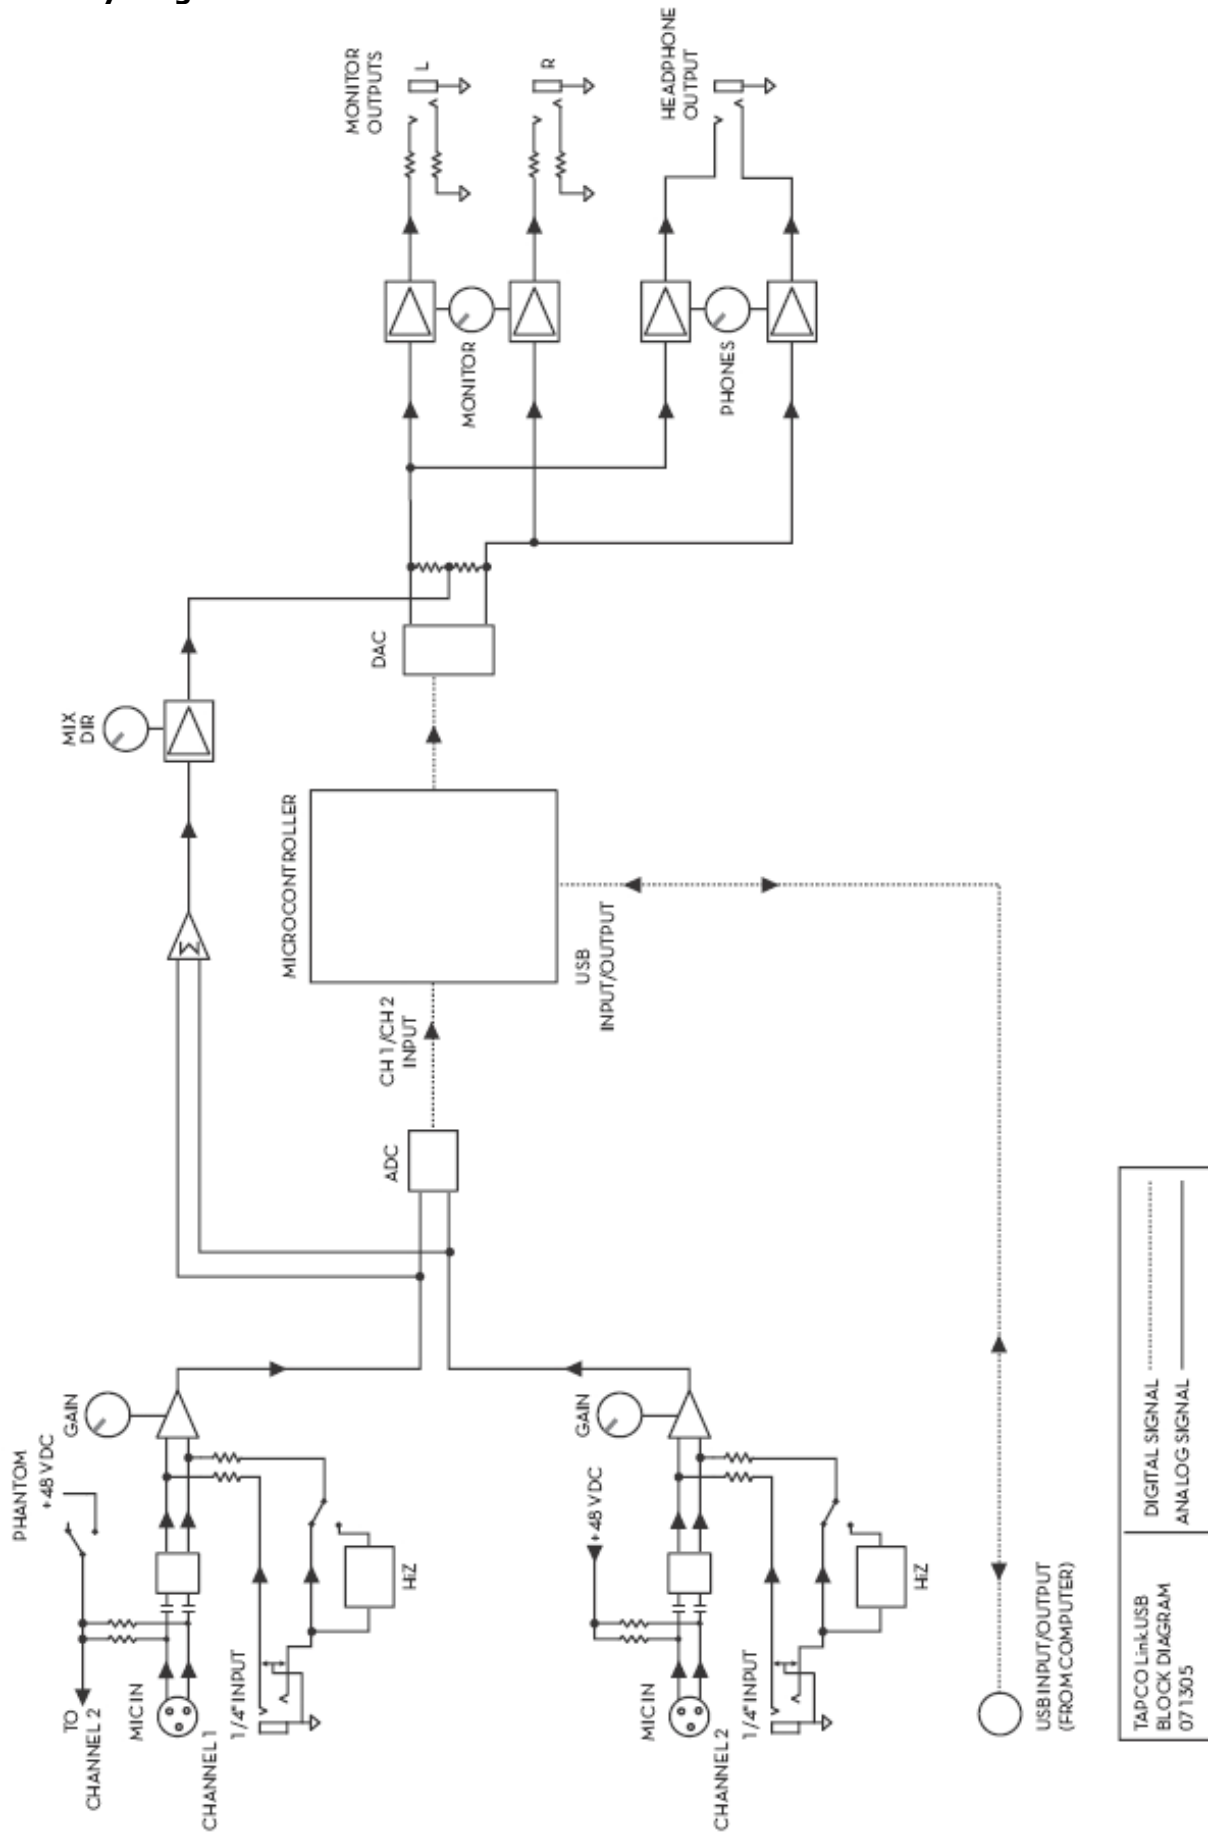 PHANTOM
+48 VDC
TO
CHANNEL 2
MIC IN
CHANNEL 1
1/4" INPUT
HiZ
GAIN
+48 VDC
MIC IN
CHANNEL 2
1/4" INPUT
HiZ
GAIN
ADC
CH 1/CH 2
INPUT
MICROCONTROLLER
USB
INPUT/OUTPUT
Σ
MIX
DIR
DAC
MONITOR
PHONES
MONITOR
OUTPUTS
L
R
HEADPHONE
OUTPUT
USB INPUT/OUTPUT
(FROM COMPUTER)
TAPCO Link.USB
BLOCK DIAGRAM
071305
DIGITAL SIGNAL
ANALOG SIGNAL